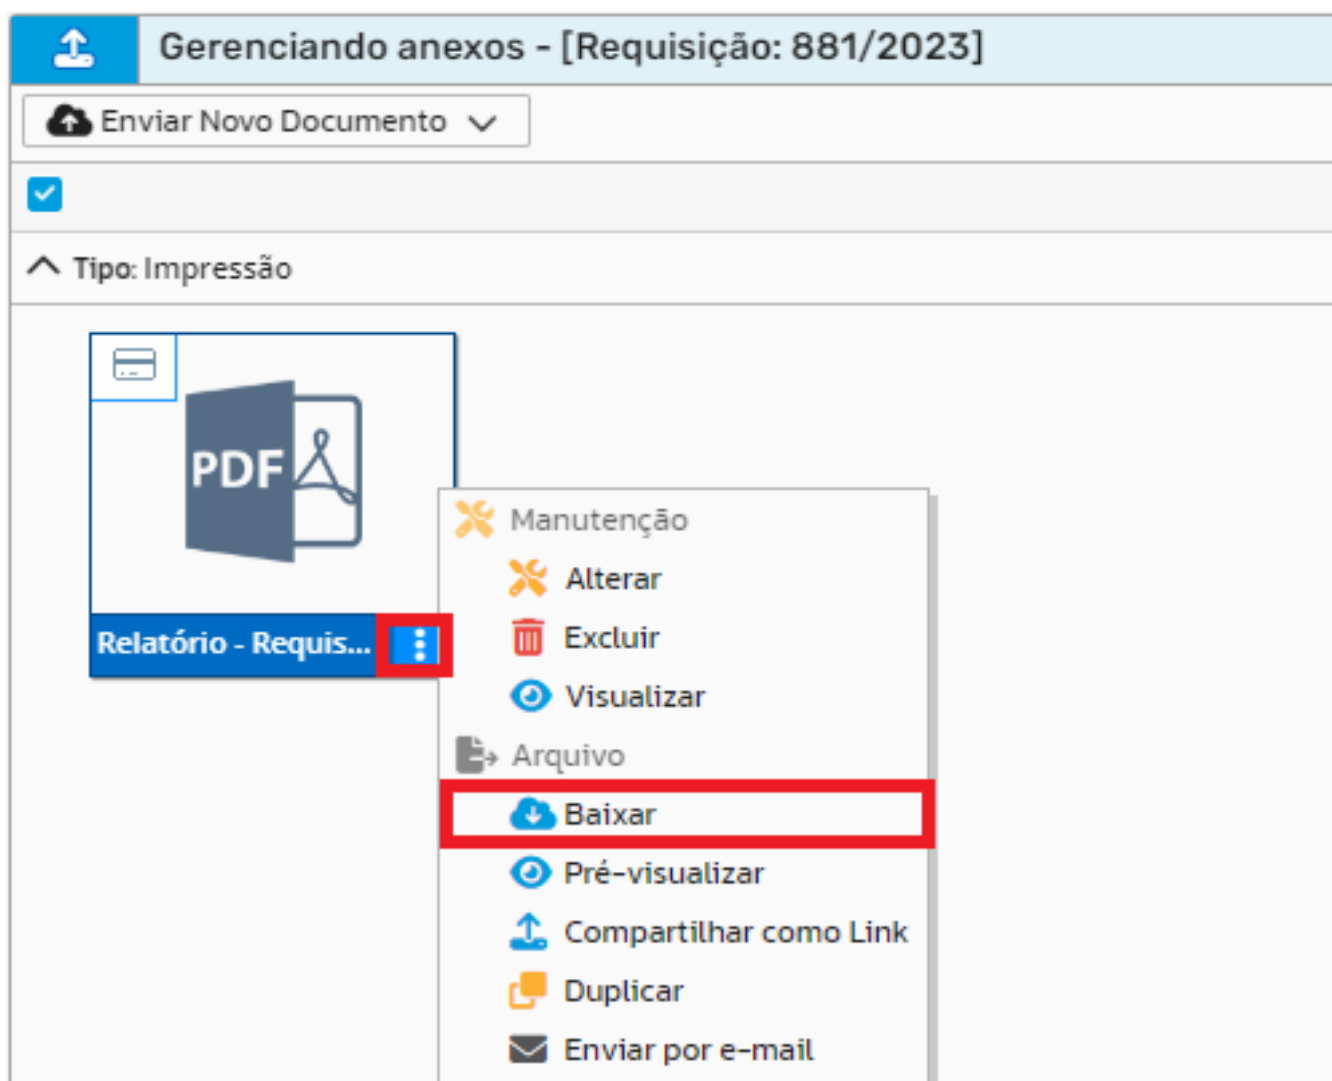 Gerenciando anexos - [Requisição: 881/2023]
Enviar Novo Documento
Tipo: Impressão
PDF
Relatório - Requis...
Manutenção
Alterar
Excluir
Visualizar
Arquivo
Baixar
Pré-visualizar
Compartilhar como Link
Duplicar
Enviar por e-mail